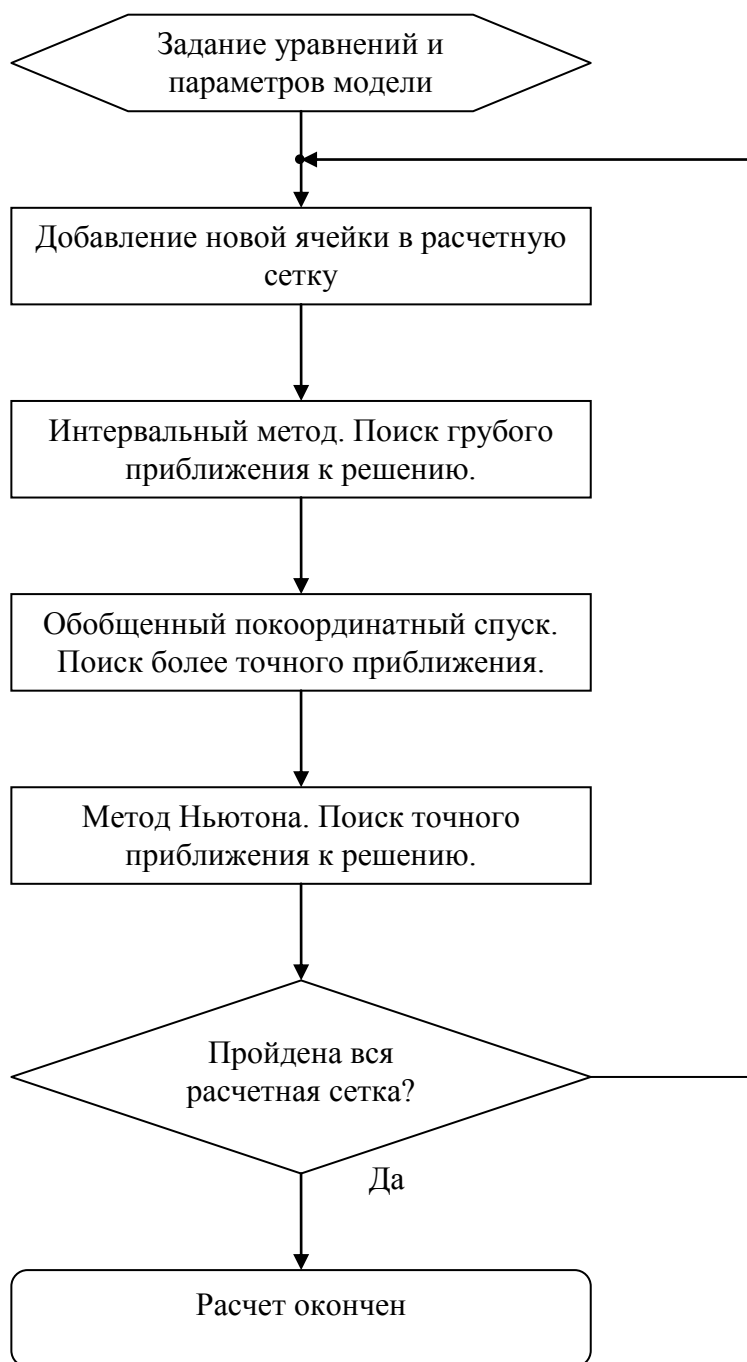 Задание уравнений и
параметров модели
Добавление новой ячейки в расчетную
сетку
Интервальный метод. Поиск грубого
приближения к решению.
Обобщенный покоординатный спуск.
Поиск более точного приближения.
Метод Ньютона. Поиск точного
приближения к решению.
Пройдена вся
расчетная сетка?
Да
Расчет окончен